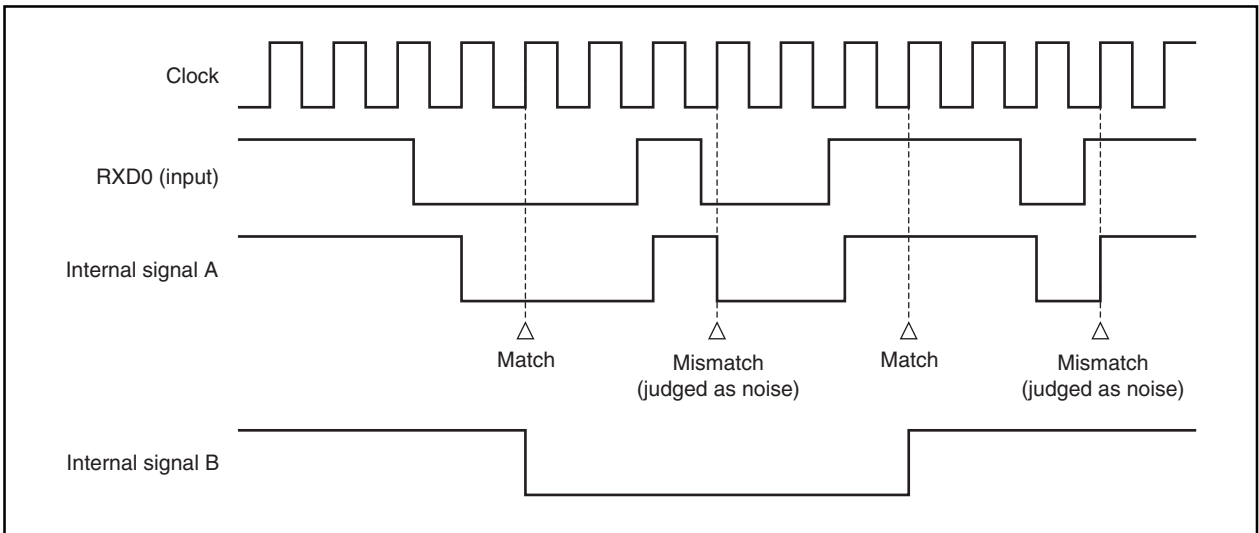 Clock
RXD0 (input)
Internal signal A
Match
Mismatch
(judged as noise)
Match
Mismatch
(judged as noise)
Internal signal B